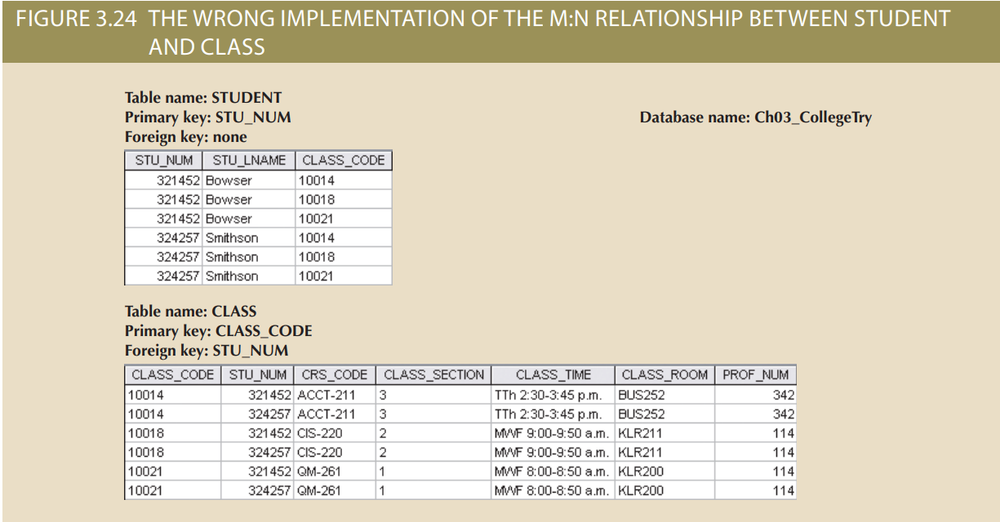 FIGURE 3.24 THE WRONG IMPLEMENTATION OF THE M:N RELATIONSHIP BETWEEN STUDENT
AND CLASS
Table name: STUDENT
Primary key: STU_NUM
Database name: Ch03_CollegeTry
Foreign key: none
STU_NUM STU_LNAME CLASS_CODE
321452 Bowser 10014
321452 Bowser 10018
321452 Bowser 10021
324257 Smithson 10014
324257 Smithson 10018
324257 Smithson 10021
Table name: CLASS
Primary key: CLASS_CODE
Foreign key: STU_NUM
CLASS_CODE STU_NUM CRS_CODE CLASS_SECTION CLASS_TIME CLASS_ROOM PROF_NUM
10014 321452 ACCT-211 3 TTh 2:30-3:45 p.m. BUS252 342
10014 324257 ACCT-211 3 TTh 2:30-3:45 p.m. BUS252 342
10018 321452 CIS-220 2 MWF 9:00-9:50 a.m. KLR211 114
10018 324257 CIS-220 2 MWF 9:00-9:50 a.m. KLR211 114
10021 321452 QM-261 1 MWF 8:00-8:50 a.m. KLR200 114
10021 324257 QM-261 1 MWF 8:00-8:50 a.m. KLR200 114